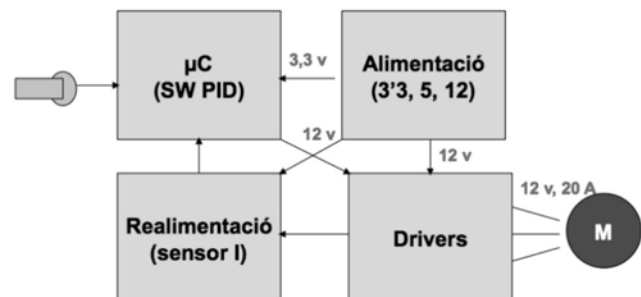 µC
(SW PID)
3,3 v
Alimentació
(3'3, 5, 12)
12 v
12 v
12 v, 20 A
Realimentació
(sensor I)
Drivers
M